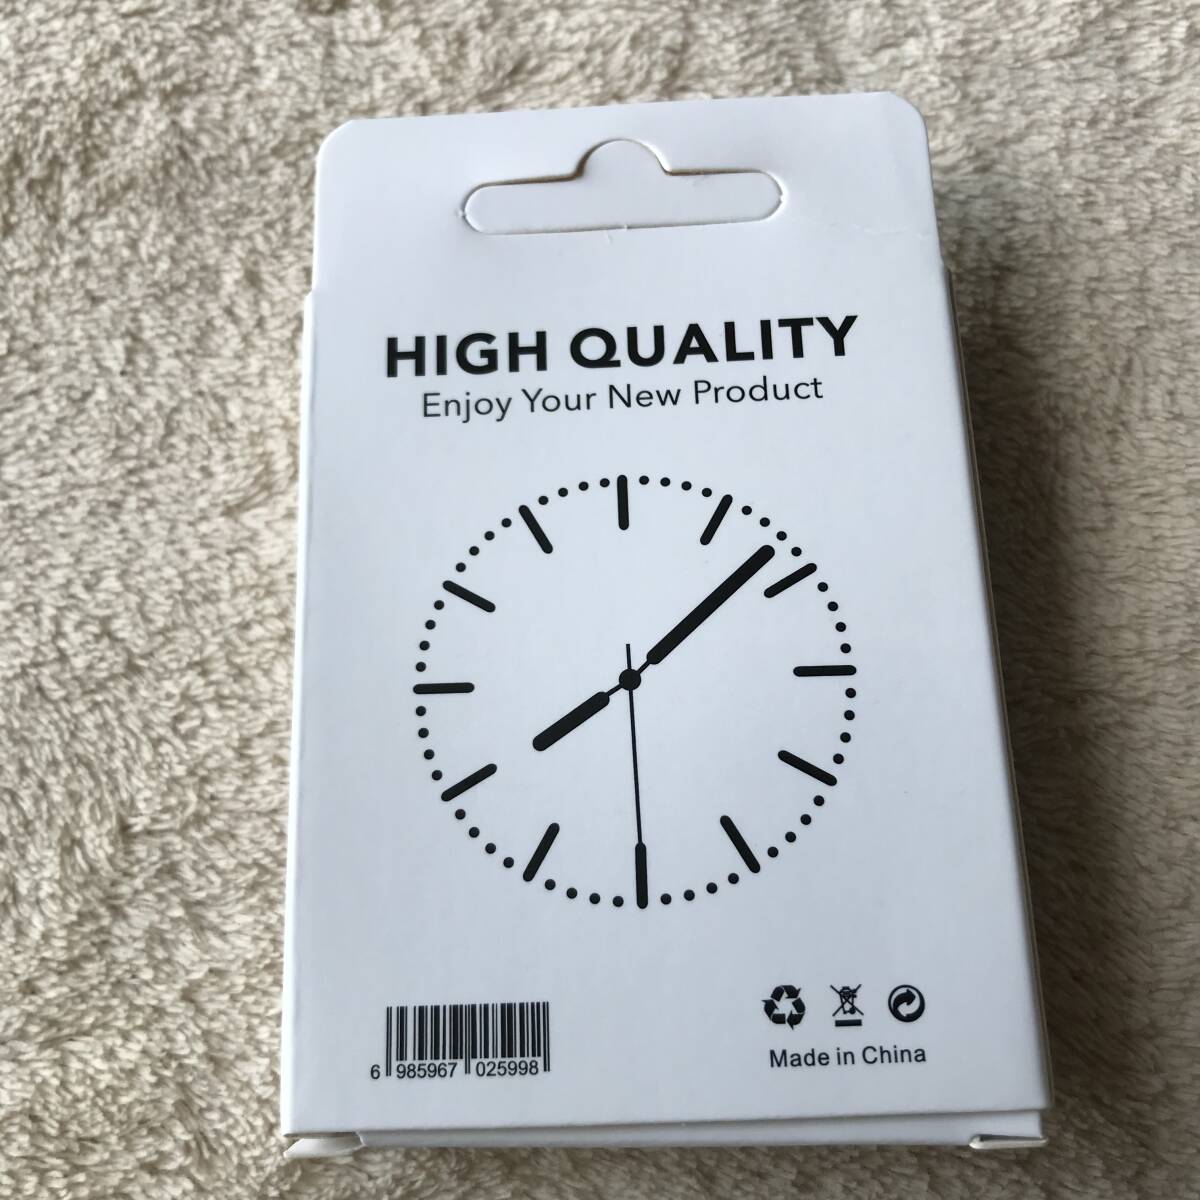 HIGH QUALITY
Enjoy Your New Product
6 985967 025998
Made in China